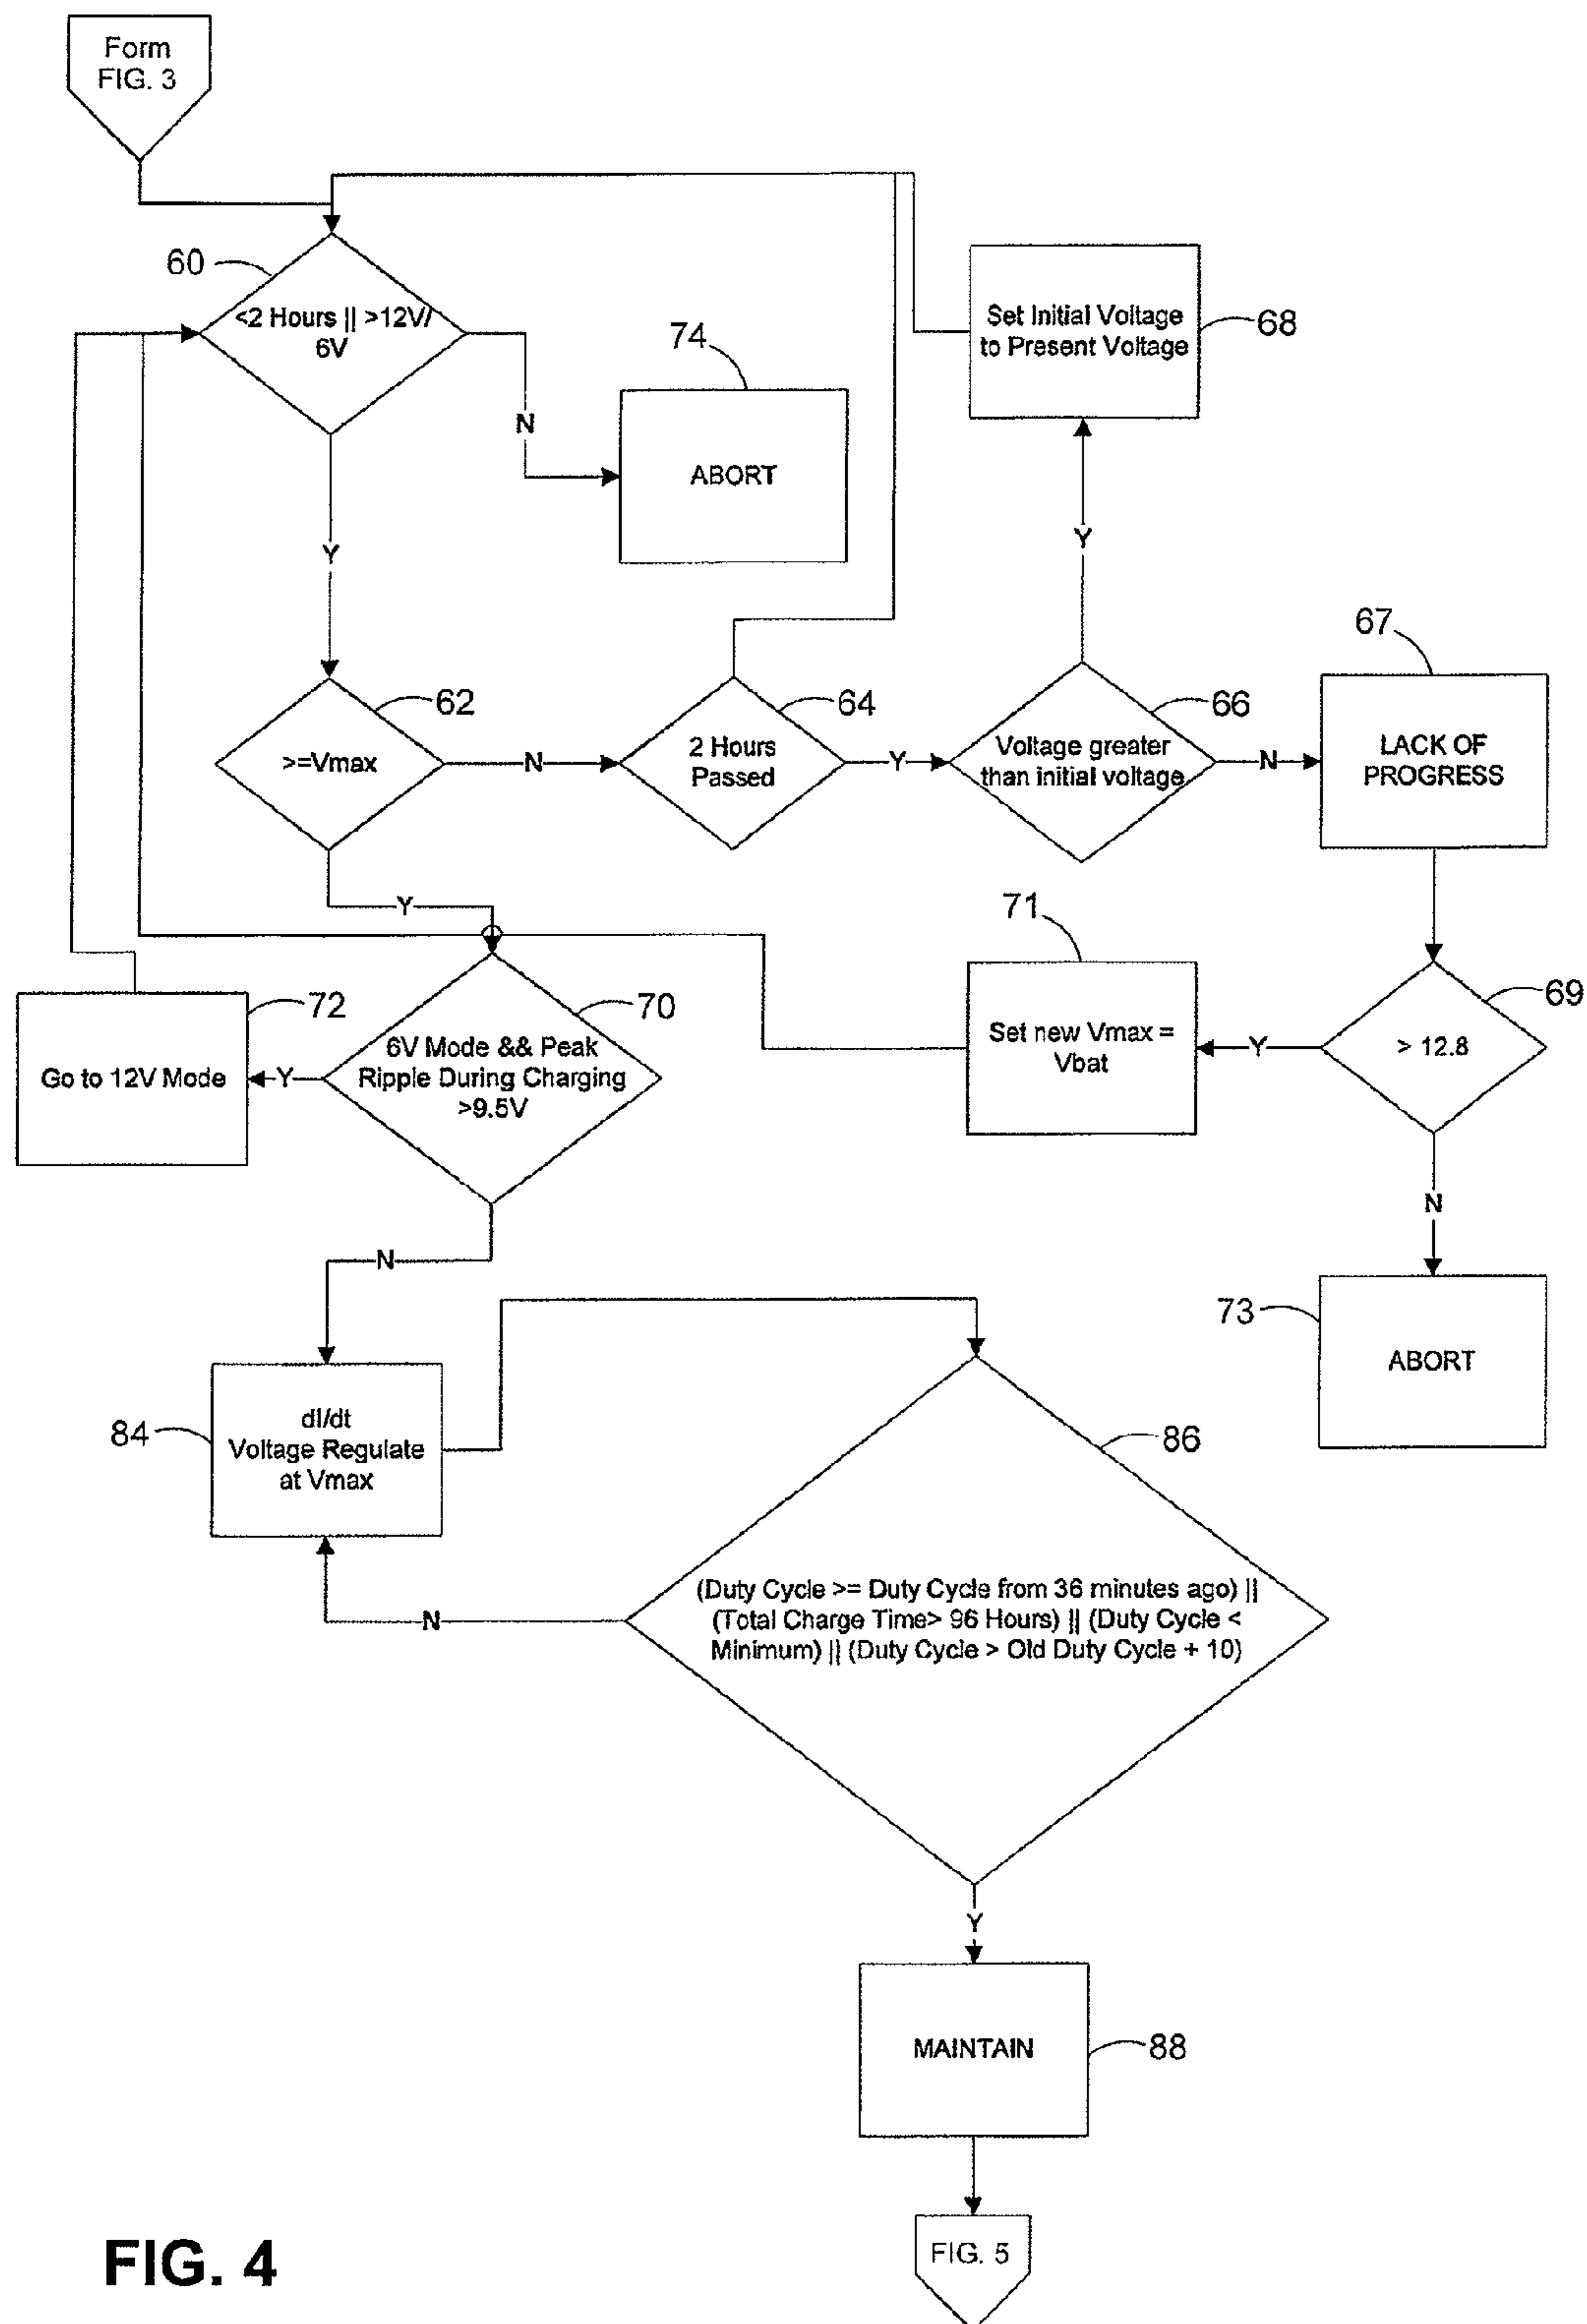 Form
FIG. 3
60
<2 Hours || >12V/
6V
N
Y
74
ABORT
Set Initial Voltage
to Present Voltage
68
Y
62
>=Vmax
N
64
2 Hours
Passed
Y
66
Voltage greater
than initial voltage
N
67
LACK OF
PROGRESS
Y
72
Go to 12V Mode
Y
70
6V Mode && Peak
Ripple During Charging
>9.5V
71
Set new Vmax =
Vbat
Y
69
> 12.8
N
N
73
ABORT
84
dI/dt
Voltage Regulate
at Vmax
86
(Duty Cycle >= Duty Cycle from 36 minutes ago) ||
(Total Charge Time> 96 Hours) || (Duty Cycle <
Minimum) || (Duty Cycle > Old Duty Cycle + 10)
N
Y
MAINTAIN
88
FIG. 5
FIG. 4